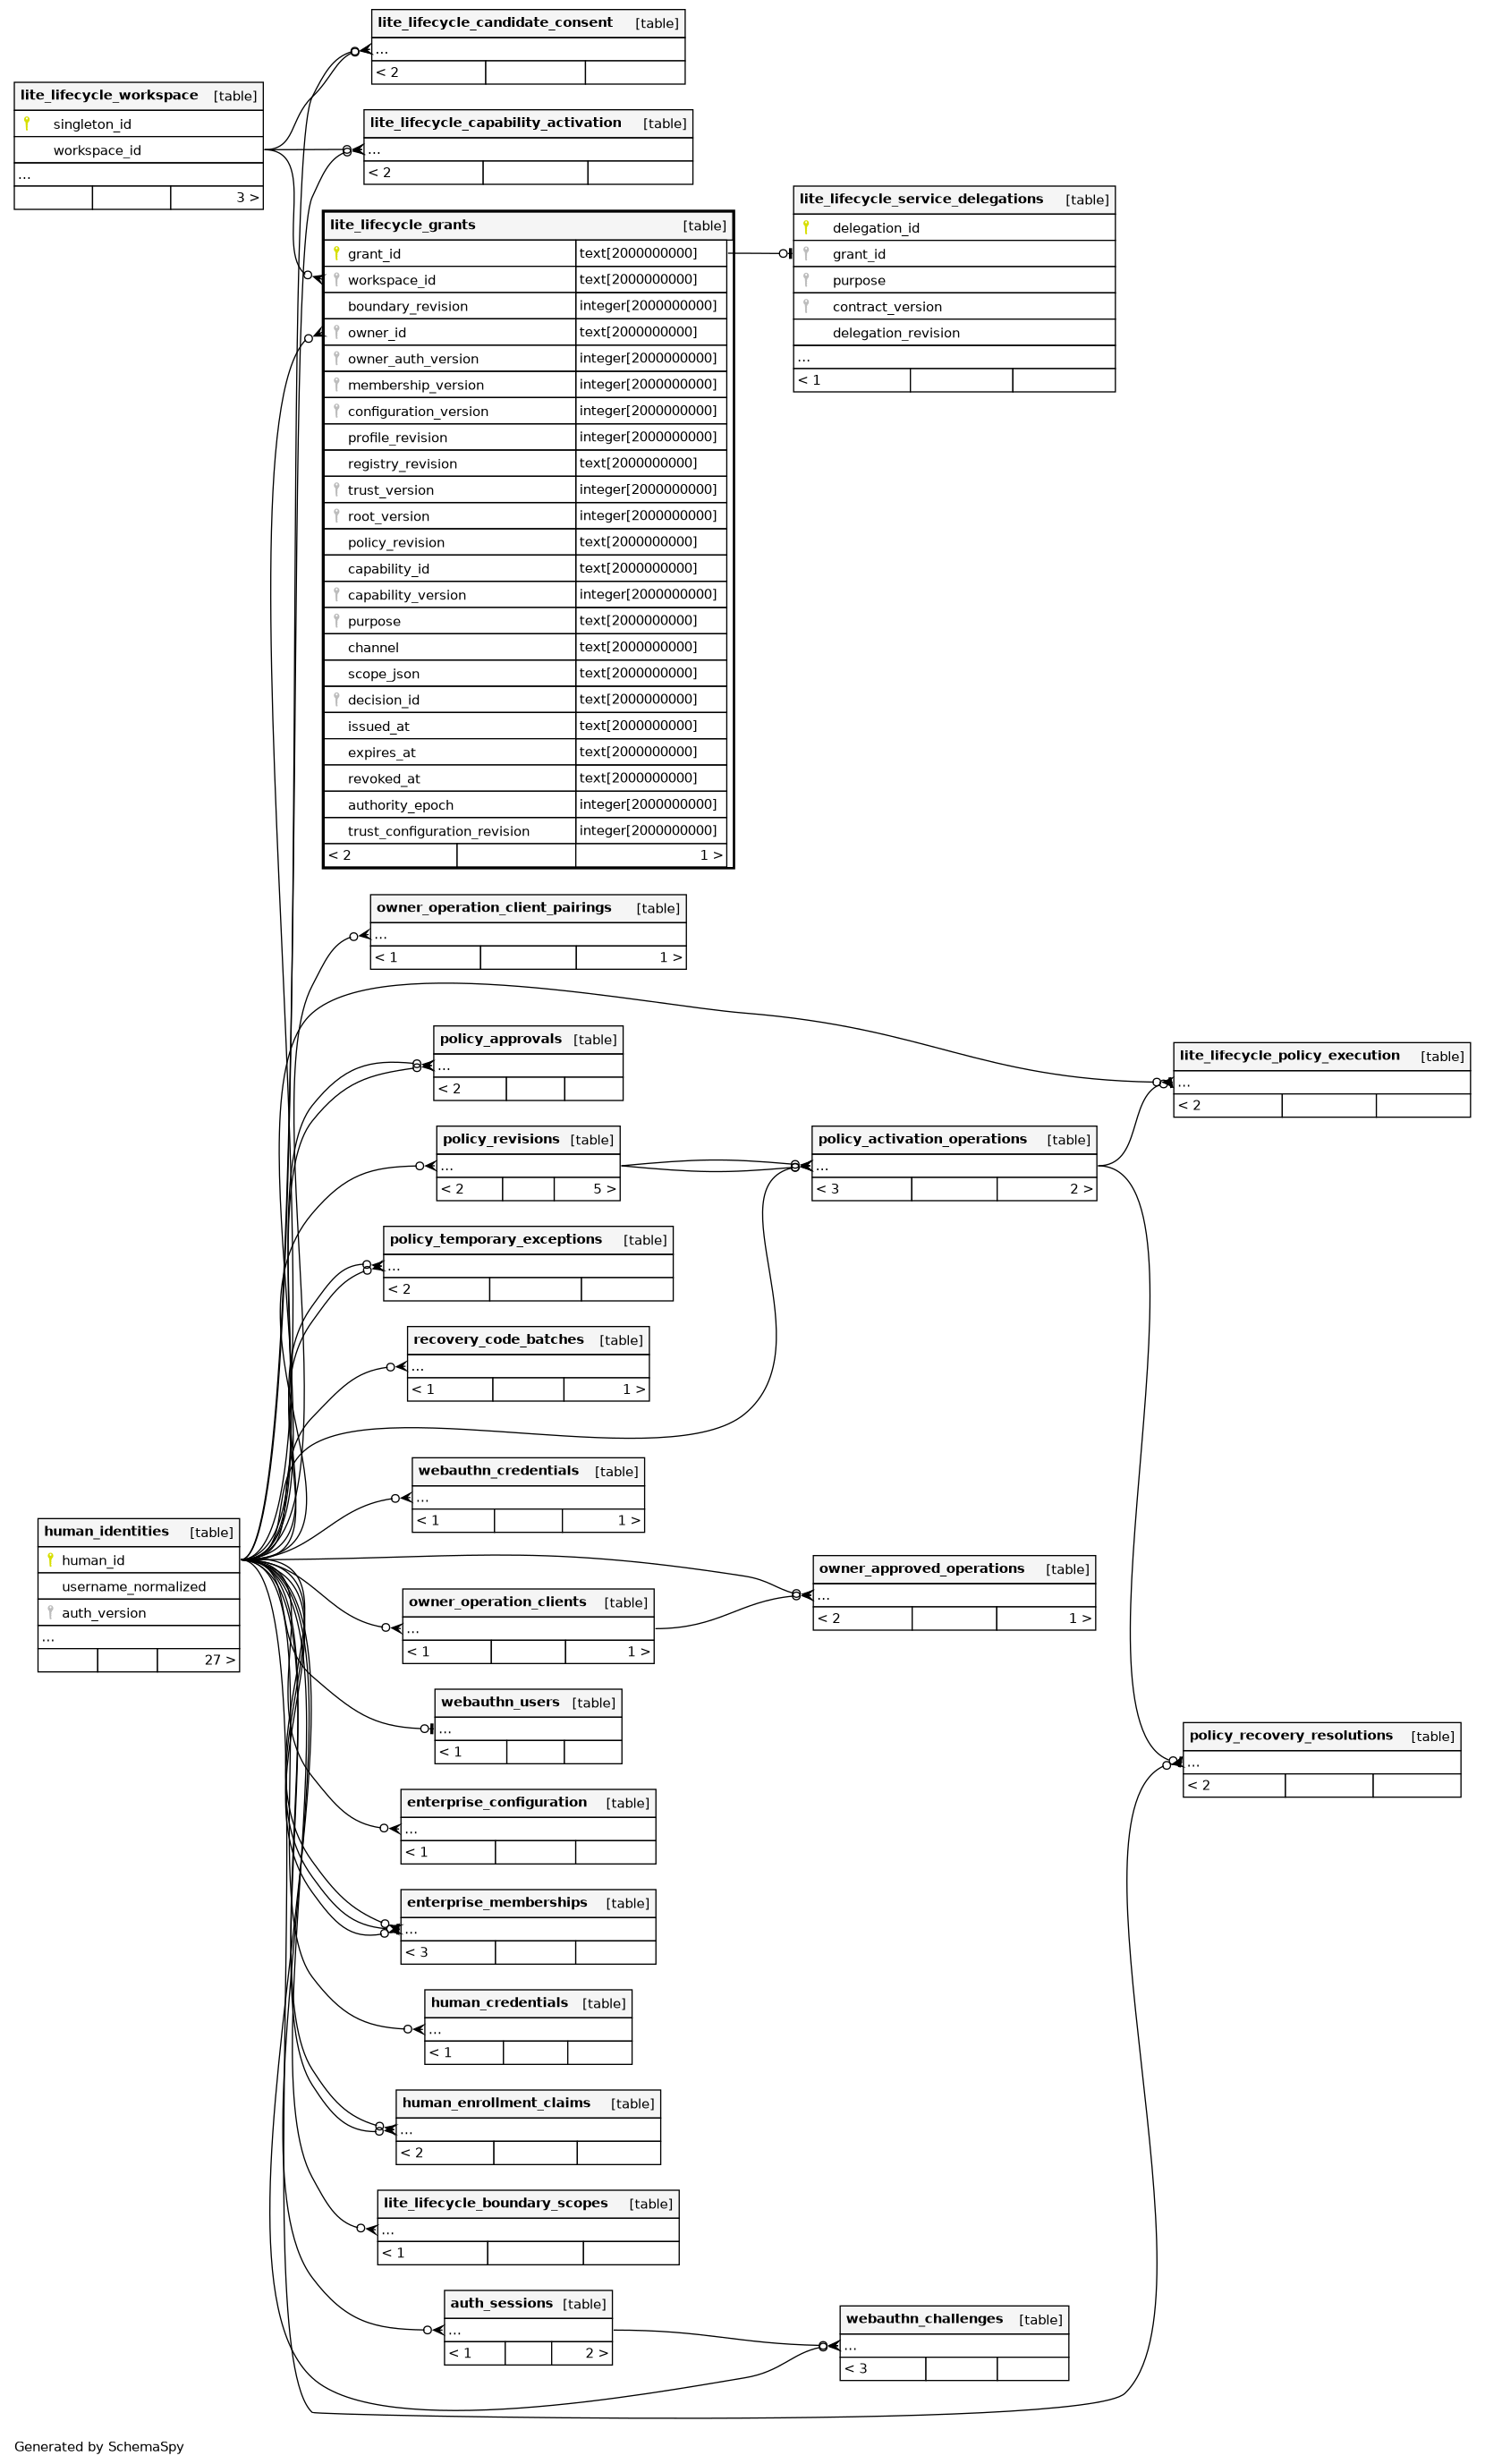 lite_lifecycle_candidate_consent [table]
...
< 2
lite_lifecycle_workspace [table]
singleton_id
workspace_id
...
3 >
lite_lifecycle_capability_activation [table]
...
< 2
lite_lifecycle_service_delegations [table]
delegation_id
grant_id
purpose
contract_version
delegation_revision
...
< 1
lite_lifecycle_grants [table]
grant_id text[2000000000]
workspace_id text[2000000000]
boundary_revision integer[2000000000]
owner_id text[2000000000]
owner_auth_version integer[2000000000]
membership_version integer[2000000000]
configuration_version integer[2000000000]
profile_revision integer[2000000000]
registry_revision text[2000000000]
trust_version integer[2000000000]
root_version integer[2000000000]
policy_revision text[2000000000]
capability_id text[2000000000]
capability_version integer[2000000000]
purpose text[2000000000]
channel text[2000000000]
scope_json text[2000000000]
decision_id text[2000000000]
issued_at text[2000000000]
expires_at text[2000000000]
revoked_at text[2000000000]
authority_epoch integer[2000000000]
trust_configuration_revision integer[2000000000]
< 2 1 >
owner_operation_client_pairings [table]
...
< 1 1 >
policy_approvals [table]
...
< 2
lite_lifecycle_policy_execution [table]
...
< 2
policy_revisions [table]
...
< 2 5 >
policy_activation_operations [table]
...
< 3 2 >
policy_temporary_exceptions [table]
...
< 2
recovery_code_batches [table]
...
< 1 1 >
webauthn_credentials [table]
...
< 1 1 >
human_identities [table]
human_id
username_normalized
auth_version
...
27 >
owner_approved_operations [table]
...
< 2 1 >
owner_operation_clients [table]
...
< 1 1 >
webauthn_users [table]
...
< 1
policy_recovery_resolutions [table]
...
< 2
enterprise_configuration [table]
...
< 1
enterprise_memberships [table]
...
< 3
human_credentials [table]
...
< 1
human_enrollment_claims [table]
...
< 2
lite_lifecycle_boundary_scopes [table]
...
< 1
auth_sessions [table]
...
< 1 2 >
webauthn_challenges [table]
...
< 3
Generated by SchemaSpy